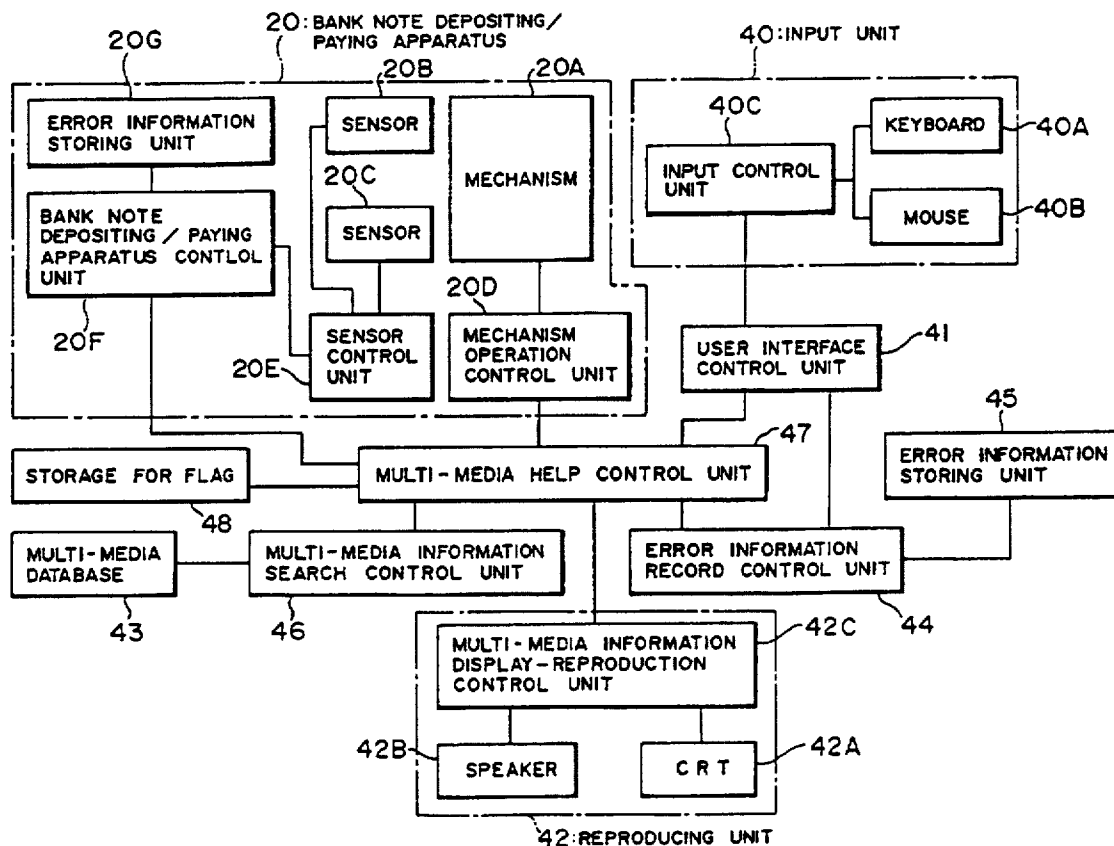 20:BANK NOTE DEPOSITING/
PAYING APPARATUS
20G
20B
20A
ERROR INFORMATION
STORING UNIT
SENSOR
MECHANISM
20C
SENSOR
BANK NOTE
DEPOSITING/PAYING
APPARATUS CONTLOL
UNIT
20F
20D
SENSOR
CONTROL
UNIT
20E
MECHANISM
OPERATION
CONTROL UNIT
40:INPUT UNIT
40C
KEYBOARD
40A
INPUT CONTROL
UNIT
MOUSE
40B
USER INTERFACE
CONTROL UNIT
41
45
ERROR INFORMATION
STORING UNIT
47
STORAGE FOR FLAG
48
MULTI-MEDIA HELP CONTROL UNIT
MULTI-MEDIA
DATABASE
43
MULTI-MEDIA INFORMATION
SEARCH CONTROL UNIT
46
ERROR INFORMATION
RECORD CONTROL UNIT
44
MULTI-MEDIA INFORMATION
DISPLAY-REPRODUCTION
CONTROL UNIT
42C
42B
SPEAKER
CRT
42A
42:REPRODUCING UNIT